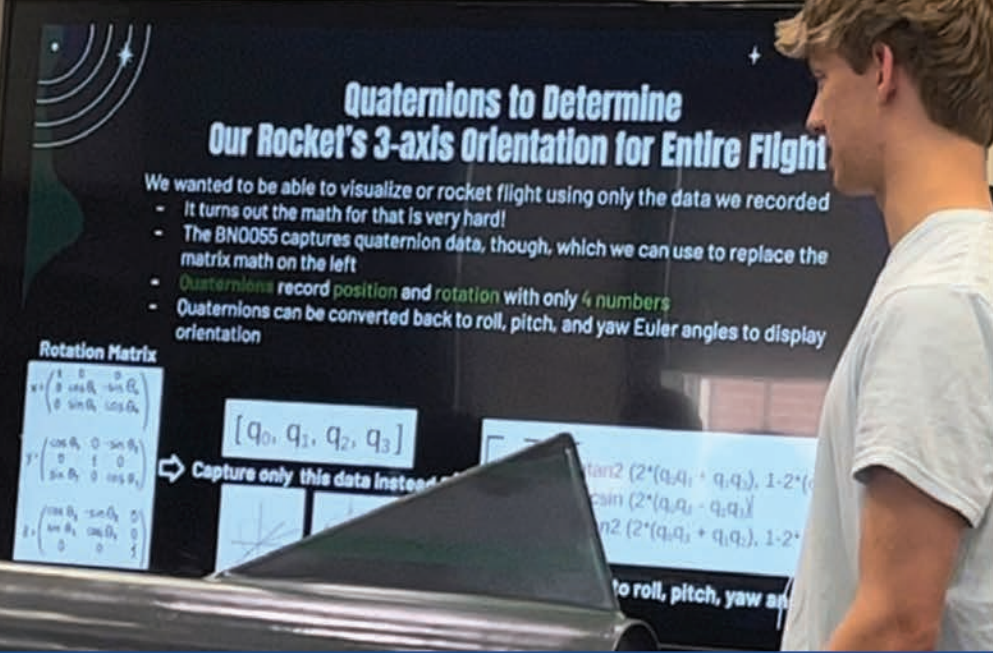 Quaternions to Determine
Our Rocket's 3-axis Orientation for Entire Flight
We wanted to be able to visualize or rocket flight using only the data we recorded
- It turns out the math for that is very hard!
- The BNO055 captures quaternion data, though, which we can use to replace the
matrix math on the left
- Quaternions record position and rotation with only 4 numbers
- Quaternions can be converted back to roll, pitch, and yaw Euler angles to display
orientation
Rotation Matrix
[q₀, q₁, q₂, q₃]
Capture only this data instead
to roll, pitch, yaw